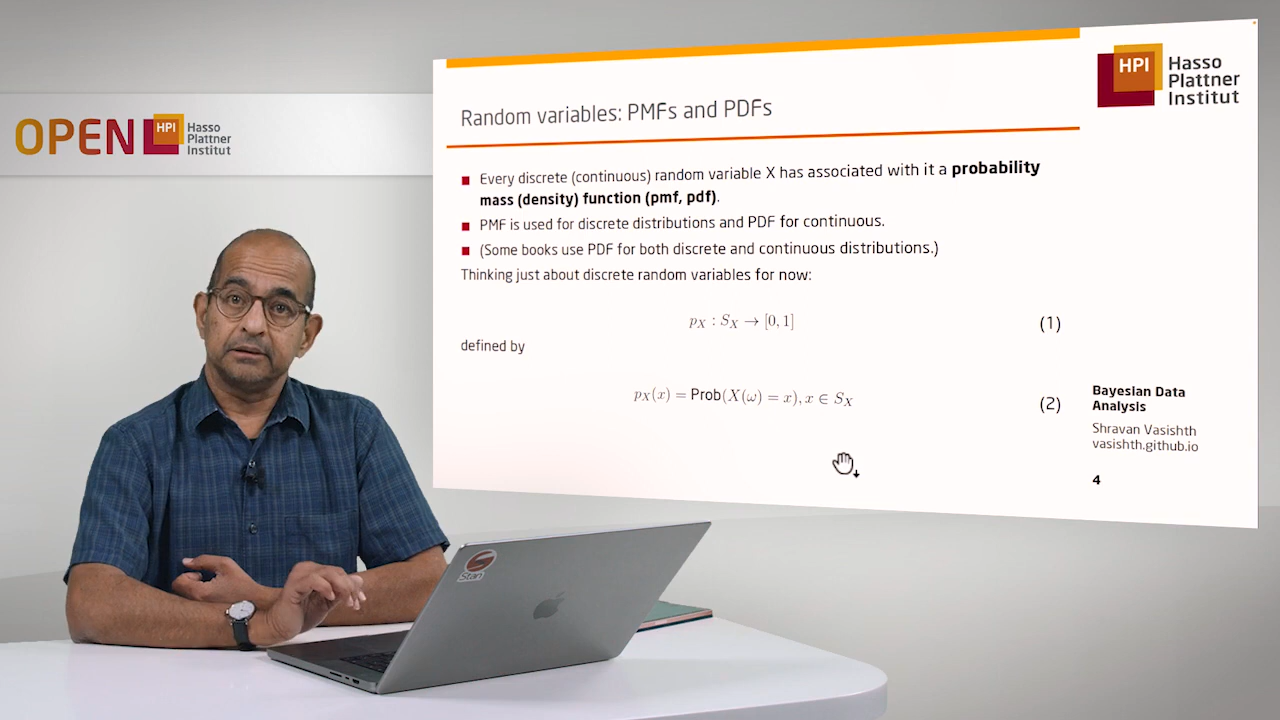 OPEN HPI Hasso
Plattner
Institut
HPI Hasso
Plattner
Institut
Random variables: PMFs and PDFs
■ Every discrete (continuous) random variable X has associated with it a probability
mass (density) function (pmf, pdf).
■ PMF is used for discrete distributions and PDF for continuous.
■ (Some books use PDF for both discrete and continuous distributions.)
Thinking just about discrete random variables for now:
p_X : S_X → [0, 1] (1)
defined by
p_X(x) = Prob(X(ω) = x), x ∈ S_X (2)
Bayesian Data
Analysis
Shravan Vasishth
vasishth.github.io
4
Stan